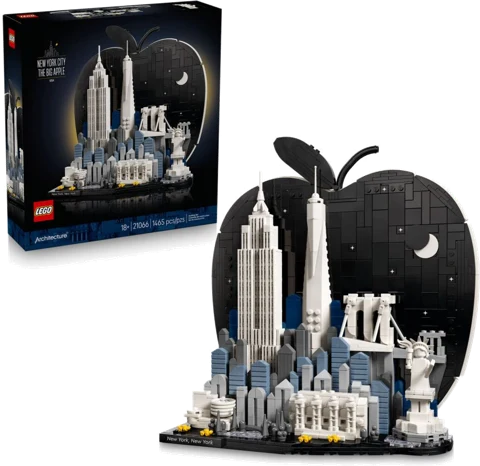 NEW YORK CITY
THE BIG APPLE
LEGO
Architecture
18+ 21066 1465 pcs/pzs
New York, New York